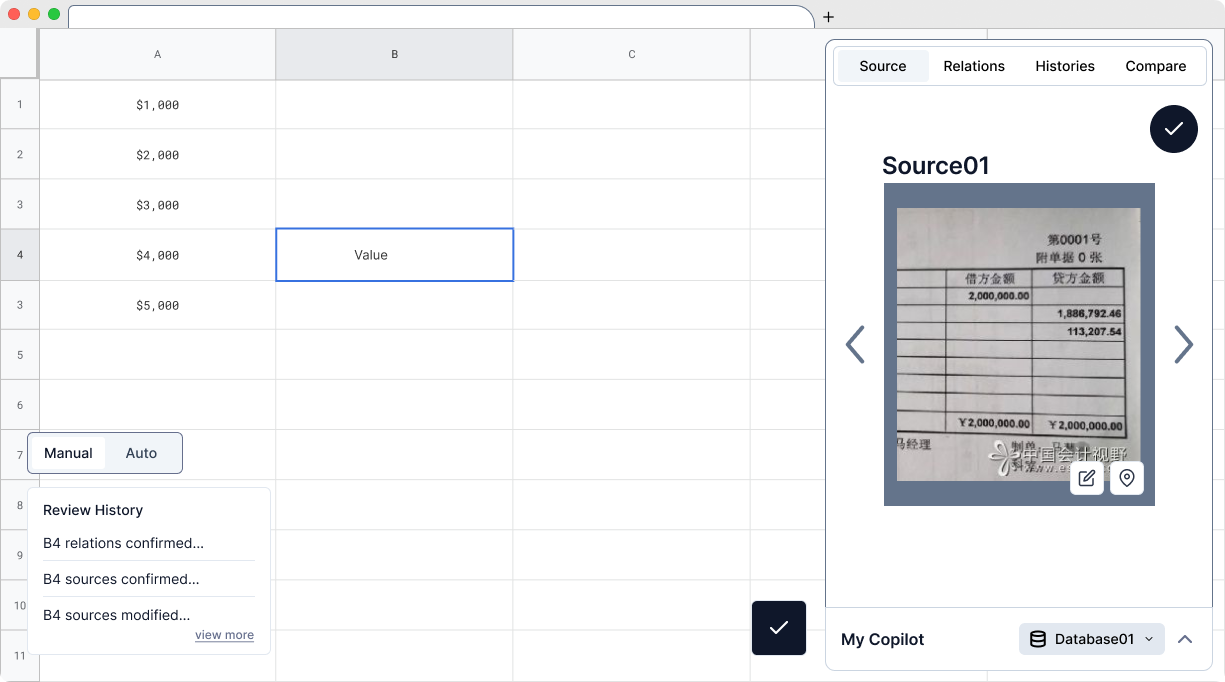 +
A B C
1 $1,000
2 $2,000
3 $3,000
4 $4,000 Value
3 $5,000
5
6
7
8
9
10
11
Manual Auto
Review History
B4 relations confirmed...
B4 sources confirmed...
B4 sources modified...
view more
Source Relations Histories Compare
Source01
第0001号
附单据 0 张
借方金额 贷方金额
2,000,000.00
1,886,792.46
113,207.54
￥2,000,000.00 ￥2,000,000.00
马经理 制单:
中国会计视野
My Copilot Database01